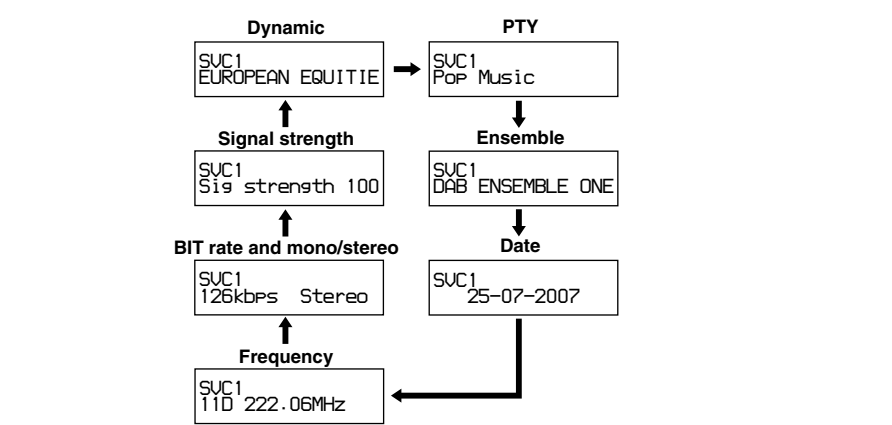 Dynamic
SVC1
EUROPEAN EQUITIE
PTY
SVC1
Pop Music
Ensemble
SVC1
DAB ENSEMBLE ONE
Date
SVC1
25-07-2007
Frequency
SVC1
11D 222.06MHz
BIT rate and mono/stereo
SVC1
126kbps Stereo
Signal strength
SVC1
Sig strength 100